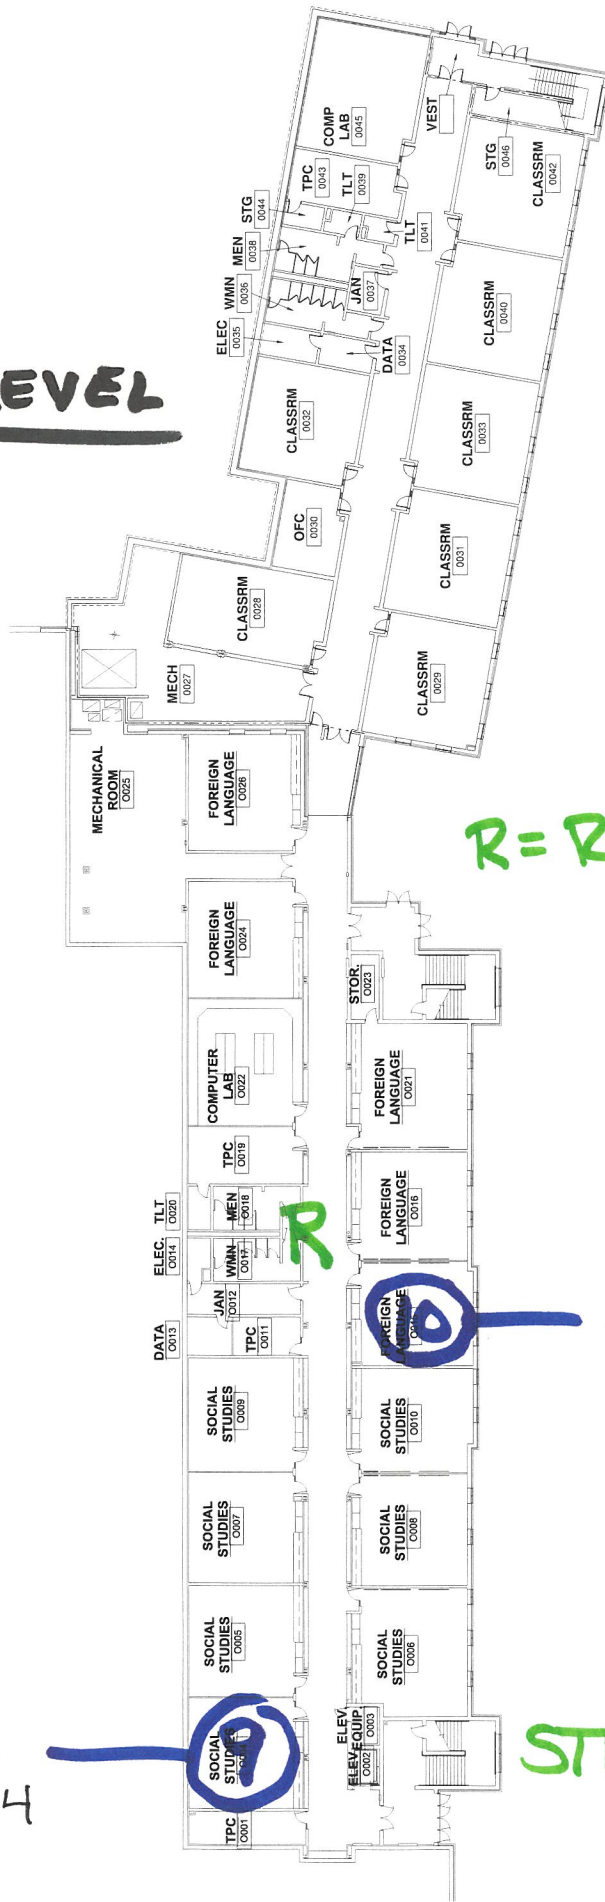 EVEL
COMP
LAB
0045
VEST
TPC
0043
TLT
0039
STG
0046
CLASSRM
0042
STG
0044
MEN
0038
TLT
0041
WMN
0036
JAN
0037
ELEC
0035
DATA
0034
CLASSRM
0040
CLASSRM
0032
CLASSRM
0033
OFC
0030
CLASSRM
0031
CLASSRM
0028
MECH
0027
CLASSRM
0029
MECHANICAL
ROOM
O025
FOREIGN
LANGUAGE
O026
R = R
FOREIGN
LANGUAGE
O024
STOR.
O023
COMPUTER
LAB
O022
FOREIGN
LANGUAGE
O021
TPC
O019
TLT
O020
MEN
O018
R
FOREIGN
LANGUAGE
O016
ELEC.
O014
WMN
O017
JAN
O012
FOREIGN
LANGUAGE
DATA
O013
TPC
O011
SOCIAL
STUDIES
O009
SOCIAL
STUDIES
O010
SOCIAL
STUDIES
O007
SOCIAL
STUDIES
O008
SOCIAL
STUDIES
O005
SOCIAL
STUDIES
O006
SOCIAL
STUDIES
ELEV.
EQUIP.
O003
ELEV.
O002
ST
4
TPC
O001